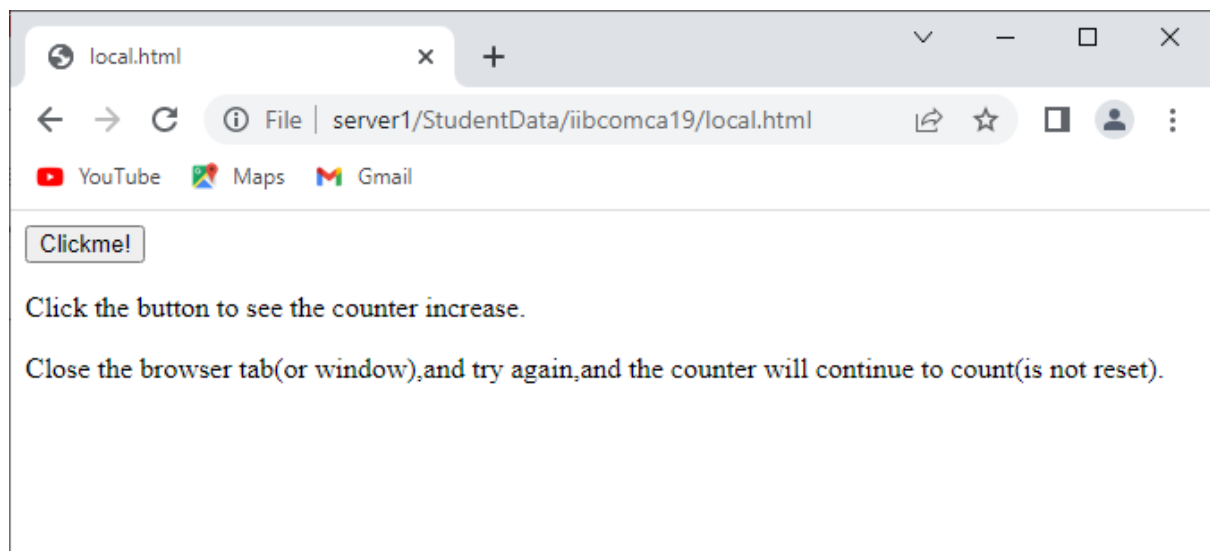 local.html
File | server1/StudentData/iibcomca19/local.html
YouTube Maps Gmail
Clickme!
Click the button to see the counter increase.
Close the browser tab(or window),and try again,and the counter will continue to count(is not reset).